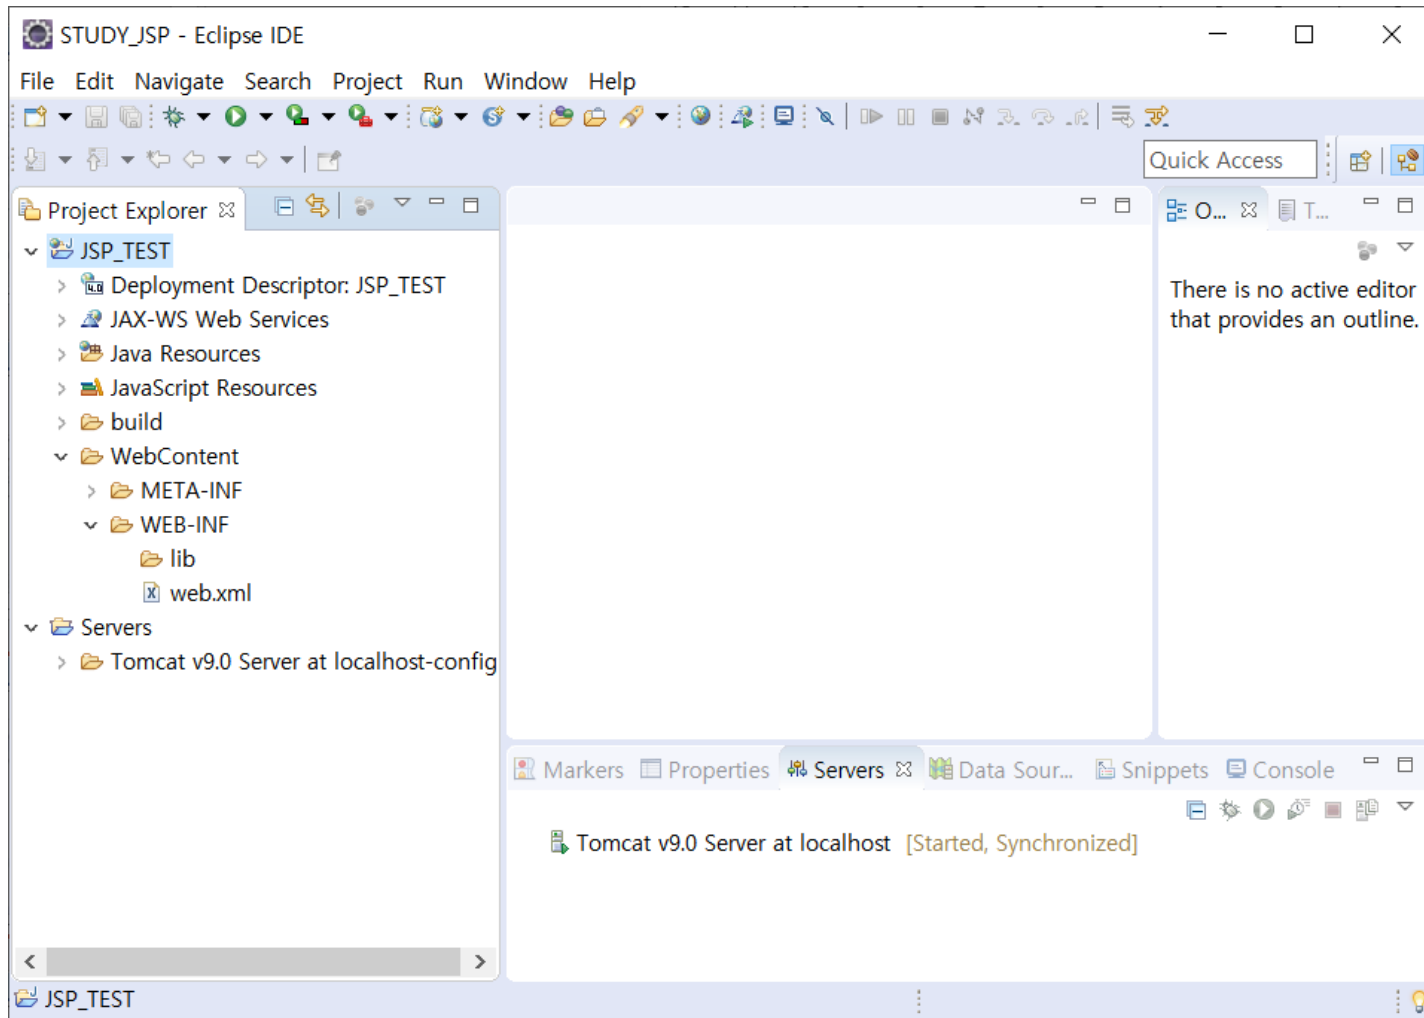 STUDY_JSP - Eclipse IDE
File Edit Navigate Search Project Run Window Help
Quick Access
Project Explorer
O...
T...
JSP_TEST
Deployment Descriptor: JSP_TEST
JAX-WS Web Services
Java Resources
JavaScript Resources
build
WebContent
META-INF
WEB-INF
lib
web.xml
Servers
Tomcat v9.0 Server at localhost-config
There is no active editor
that provides an outline.
Markers Properties Servers Data Sour... Snippets Console
Tomcat v9.0 Server at localhost [Started, Synchronized]
JSP_TEST